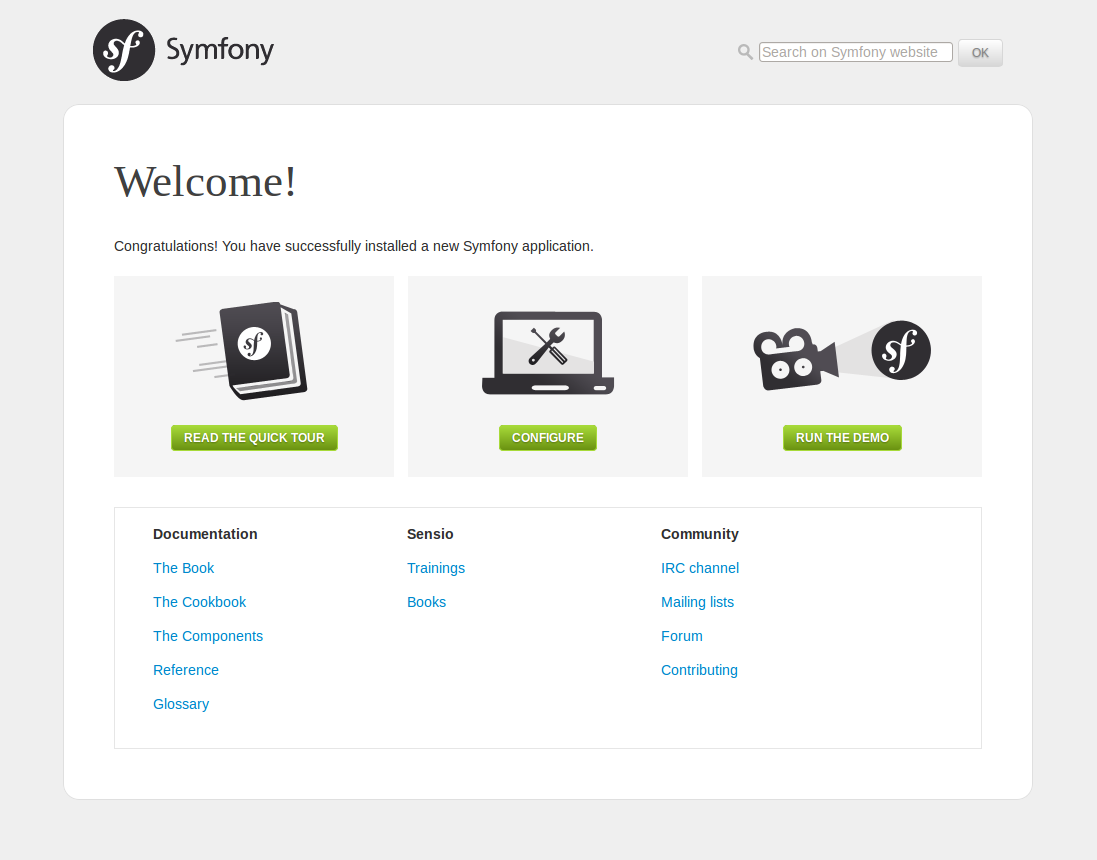 sf Symfony
Search on Symfony website
OK
Welcome!
Congratulations! You have successfully installed a new Symfony application.
sf
sf
READ THE QUICK TOUR
CONFIGURE
RUN THE DEMO
Documentation
The Book
The Cookbook
The Components
Reference
Glossary
Sensio
Trainings
Books
Community
IRC channel
Mailing lists
Forum
Contributing